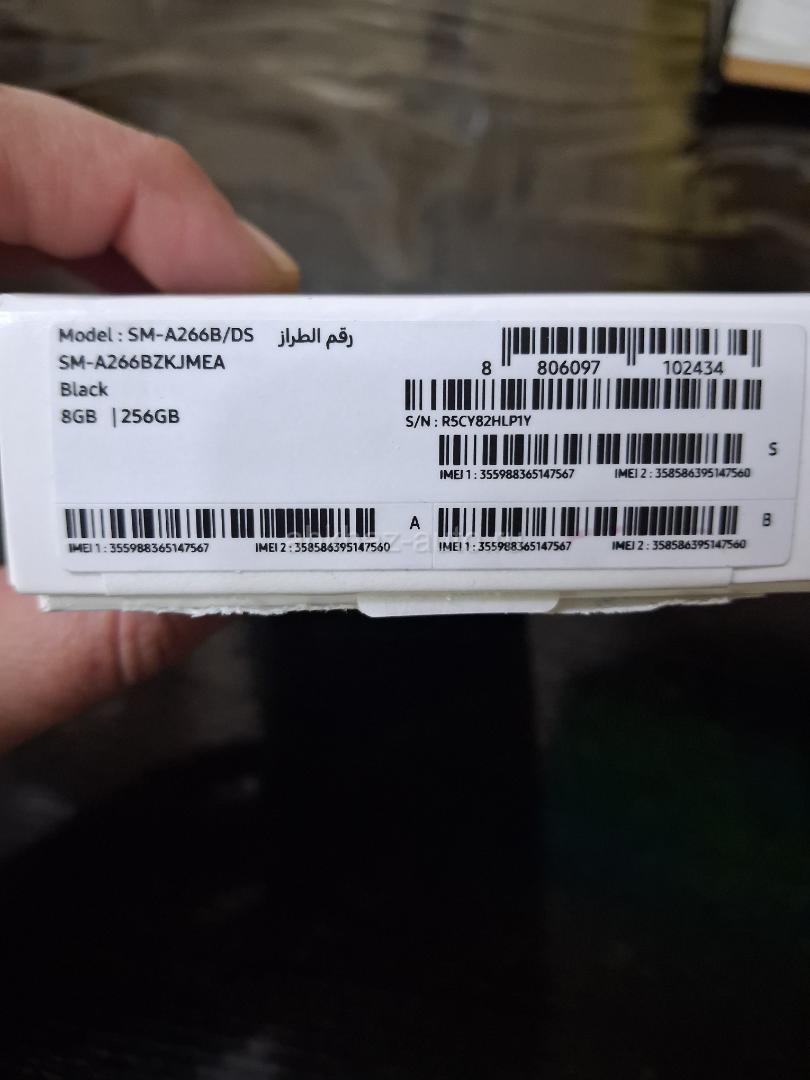 Model : SM-A266B/DS رقم الطراز
SM-A266BZKJMEA
Black
8GB | 256GB
8 806097 102434
S/N : R5CY82HLP1Y
S
IMEI 1 : 355988365147567 IMEI 2 : 358586395147560
A
IMEI 1 : 355988365147567 IMEI 2 : 358586395147560
B
IMEI 1 : 355988365147567 IMEI 2 : 358586395147560